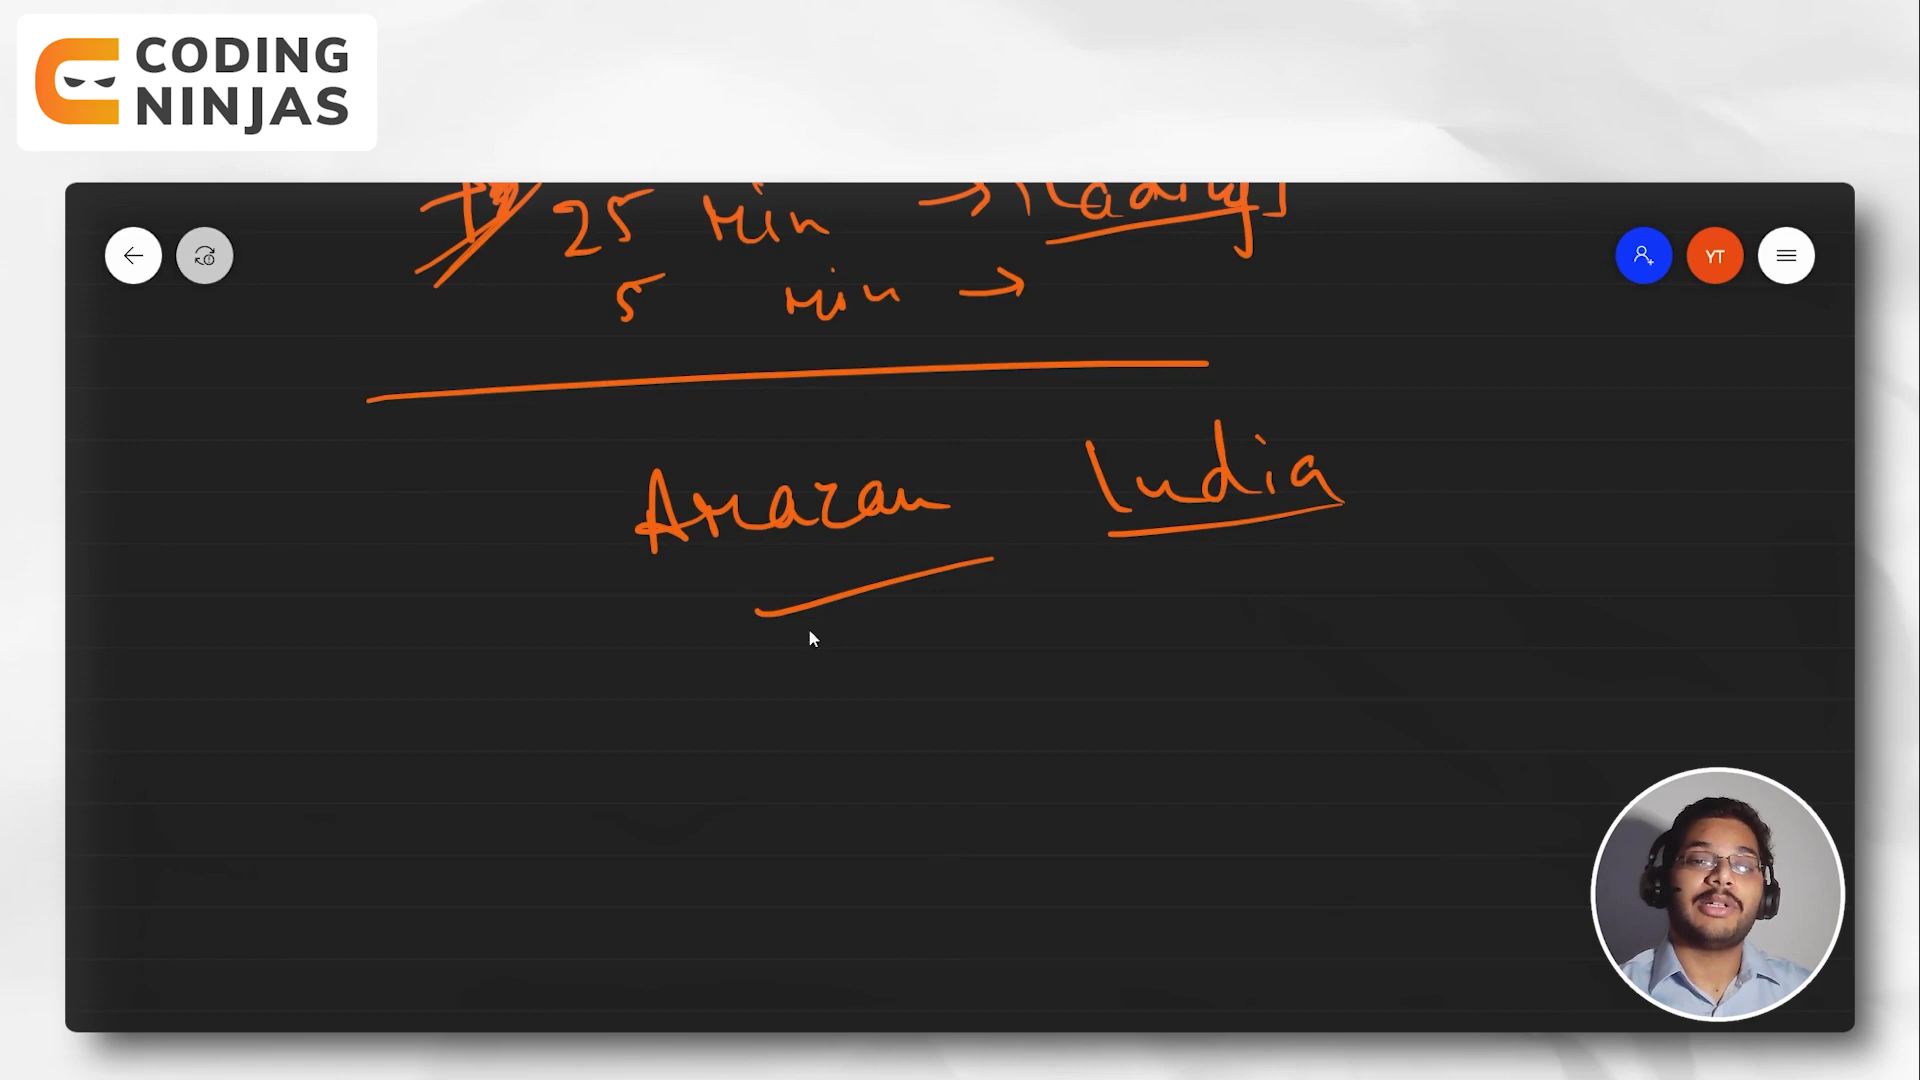 CODING
NINJAS
25 Min →
5 Min →
YT
Amazon India